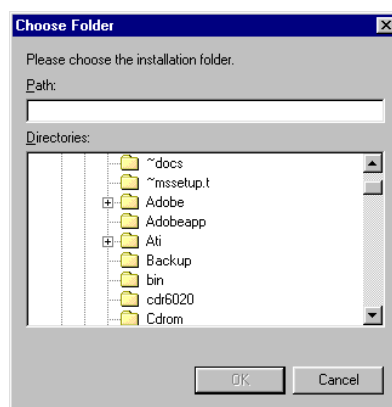 Choose Folder
Please choose the installation folder.
Path:
Directories:
~docs
~mssetup.t
Adobe
Adobeapp
Ati
Backup
bin
cdr6020
Cdrom
OK
Cancel